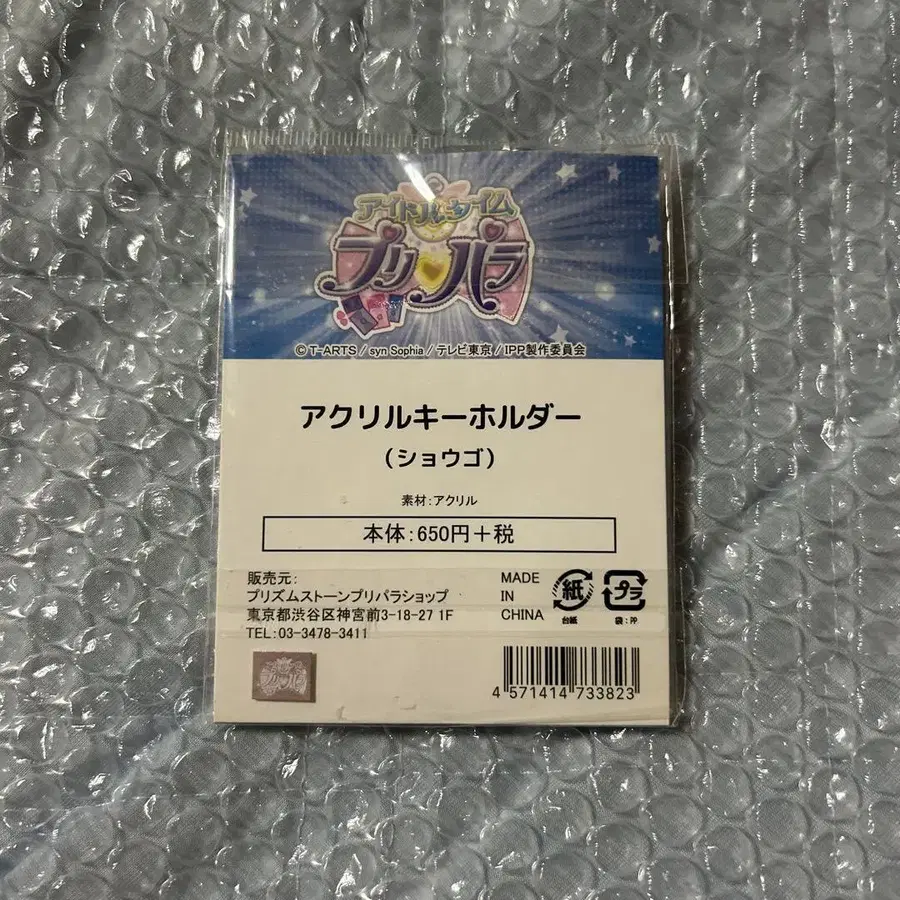 アイドルタイム
プリパラ
© T-ARTS / syn Sophia / テレビ東京 / IPP製作委員会
アクリルキーホルダー
(ショウゴ)
素材:アクリル
本体:650円+税
販売元:
プリズムストーンプリパラショップ
東京都渋谷区神宮前3-18-27 1F
TEL:03-3478-3411
MADE
IN
CHINA
紙
台紙
プラ
袋:PP
プリパラ
4 571414 733823